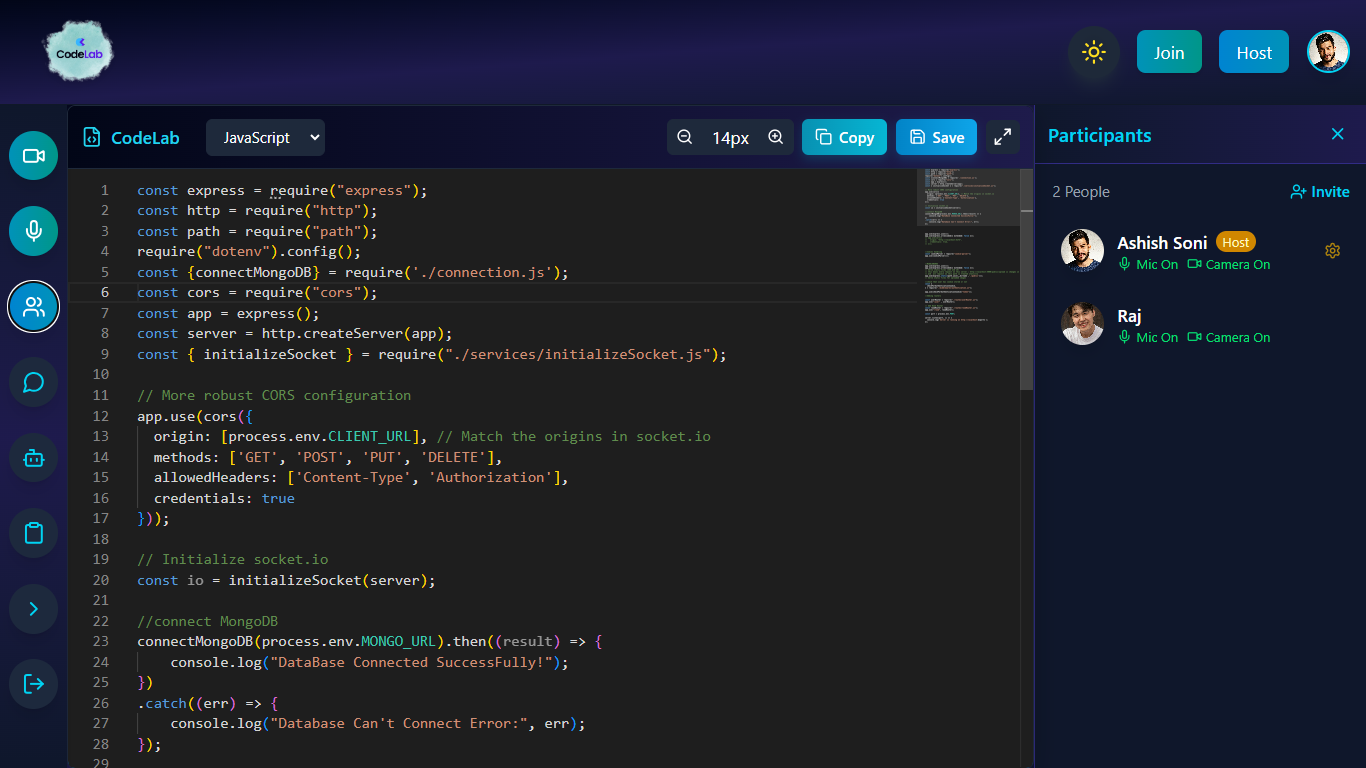 CodeLab
Join
Host
CodeLab
JavaScript
14px
Copy
Save
Participants
2 People
Invite
Ashish Soni
Host
Mic On
Camera On
Raj
Mic On
Camera On
1 const express = require("express");
2 const http = require("http");
3 const path = require("path");
4 require("dotenv").config();
5 const {connectMongoDB} = require('./connection.js');
6 const cors = require("cors");
7 const app = express();
8 const server = http.createServer(app);
9 const { initializeSocket } = require("./services/initializeSocket.js");
10
11 // More robust CORS configuration
12 app.use(cors({
13   origin: [process.env.CLIENT_URL], // Match the origins in socket.io
14   methods: ['GET', 'POST', 'PUT', 'DELETE'],
15   allowedHeaders: ['Content-Type', 'Authorization'],
16   credentials: true
17 }));
18
19 // Initialize socket.io
20 const io = initializeSocket(server);
21
22 //connect MongoDB
23 connectMongoDB(process.env.MONGO_URL).then((result) => {
24     console.log("DataBase Connected SuccessFully!");
25 })
26 .catch((err) => {
27     console.log("Database Can't Connect Error:", err);
28 });
29